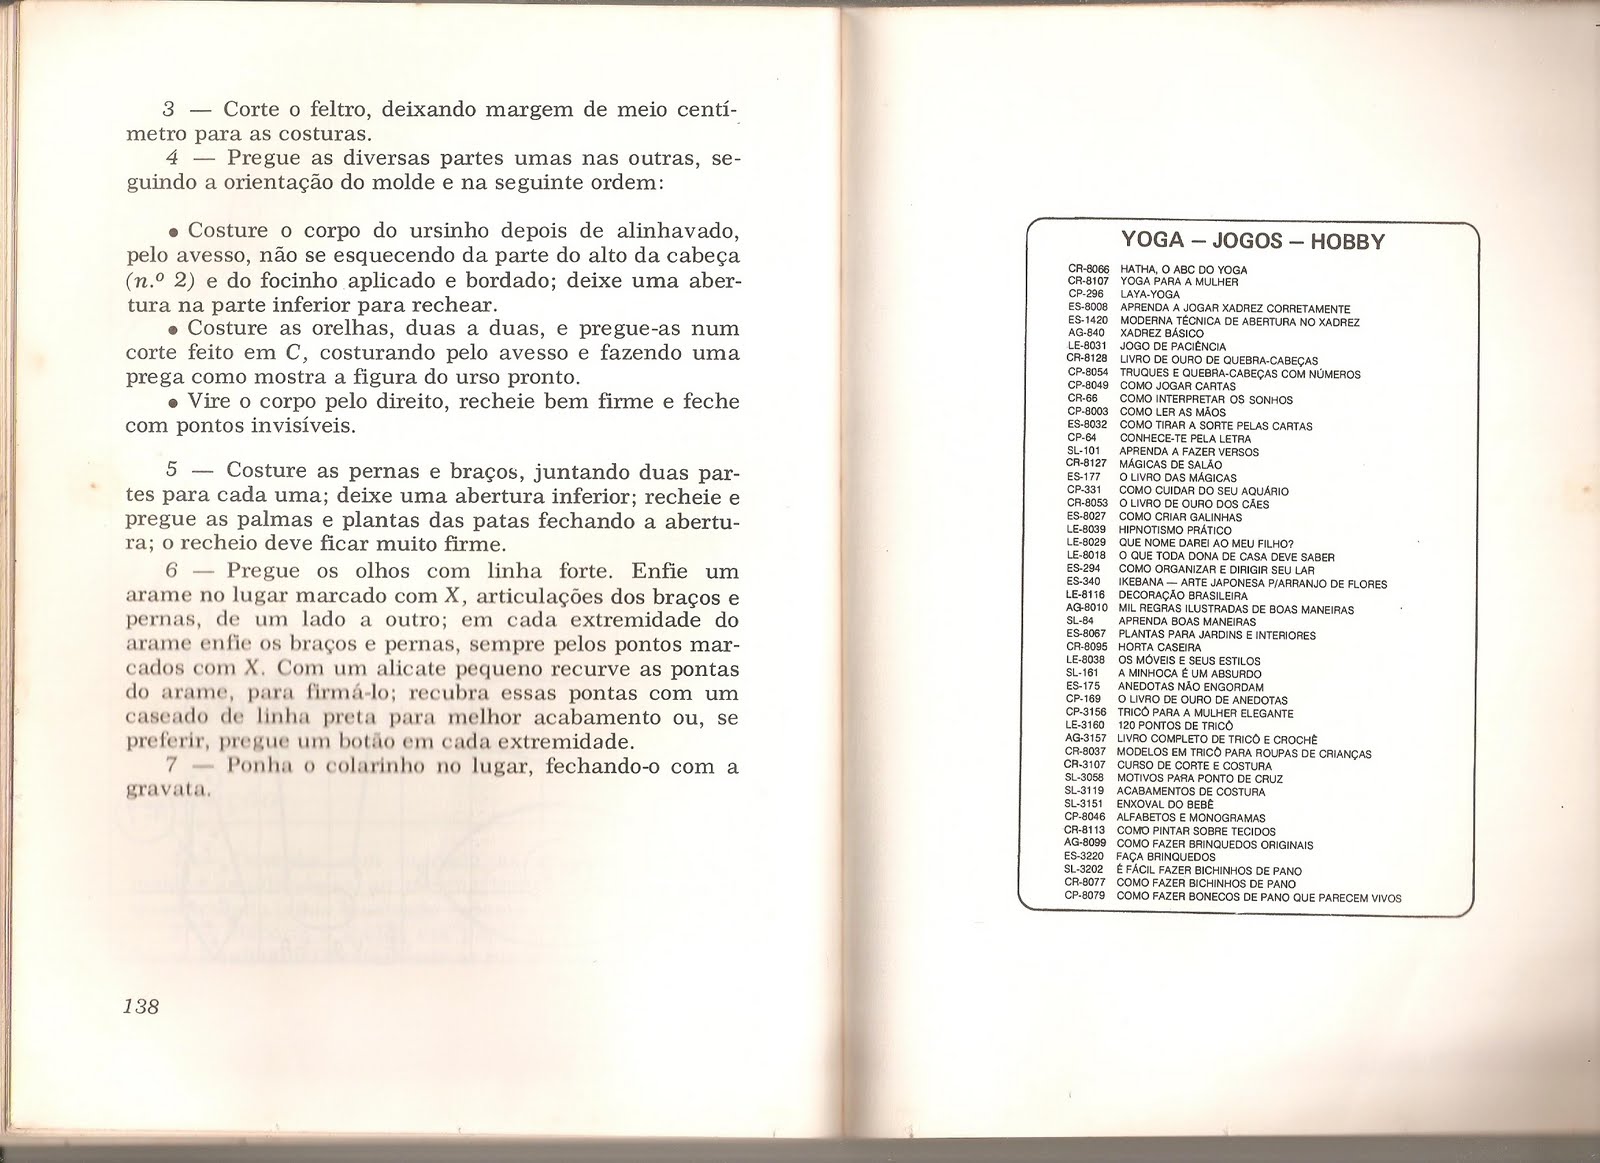 3 — Corte o feltro, deixando margem de meio centí-
metro para as costuras.
4 — Pregue as diversas partes umas nas outras, se-
guindo a orientação do molde e na seguinte ordem:
● Costure o corpo do ursinho depois de alinhavado,
pelo avesso, não se esquecendo da parte do alto da cabeça
(n.º 2) e do focinho aplicado e bordado; deixe uma aber-
tura na parte inferior para rechear.
● Costure as orelhas, duas a duas, e pregue-as num
corte feito em C, costurando pelo avesso e fazendo uma
prega como mostra a figura do urso pronto.
● Vire o corpo pelo direito, recheie bem firme e feche
com pontos invisíveis.
5 — Costure as pernas e braços, juntando duas par-
tes para cada uma; deixe uma abertura inferior; recheie e
pregue as palmas e plantas das patas fechando a abertu-
ra; o recheio deve ficar muito firme.
6 — Pregue os olhos com linha forte. Enfie um
arame no lugar marcado com X, articulações dos braços e
pernas, de um lado a outro; em cada extremidade do
arame enfie os braços e pernas, sempre pelos pontos mar-
cados com X. Com um alicate pequeno recurve as pontas
do arame, para firmá-lo; recubra essas pontas com um
caseado de linha preta para melhor acabamento ou, se
preferir, pregue um botão em cada extremidade.
7 — Ponha o colarinho no lugar, fechando-o com a
gravata.
138
YOGA – JOGOS – HOBBY
CR-8066 HATHA, O ABC DO YOGA
CR-8107 YOGA PARA A MULHER
CP-296 LAYA-YOGA
ES-8008 APRENDA A JOGAR XADREZ CORRETAMENTE
ES-1420 MODERNA TÉCNICA DE ABERTURA NO XADREZ
AG-840 XADREZ BÁSICO
LE-8031 JOGO DE PACIÊNCIA
CR-8128 LIVRO DE OURO DE QUEBRA-CABEÇAS
CP-8054 TRUQUES E QUEBRA-CABEÇAS COM NÚMEROS
CP-8049 COMO JOGAR CARTAS
CR-66 COMO INTERPRETAR OS SONHOS
CP-8003 COMO LER AS MÃOS
ES-8032 COMO TIRAR A SORTE PELAS CARTAS
CP-64 CONHECE-TE PELA LETRA
SL-101 APRENDA A FAZER VERSOS
CR-8127 MÁGICAS DE SALÃO
ES-177 O LIVRO DAS MÁGICAS
CP-331 COMO CUIDAR DO SEU AQUÁRIO
CR-8053 O LIVRO DE OURO DOS CÃES
ES-8027 COMO CRIAR GALINHAS
LE-8039 HIPNOTISMO PRÁTICO
LE-8029 QUE NOME DAREI AO MEU FILHO?
LE-8018 O QUE TODA DONA DE CASA DEVE SABER
ES-294 COMO ORGANIZAR E DIRIGIR SEU LAR
ES-340 IKEBANA — ARTE JAPONESA P/ARRANJO DE FLORES
LE-8116 DECORAÇÃO BRASILEIRA
AG-8010 MIL REGRAS ILUSTRADAS DE BOAS MANEIRAS
SL-84 APRENDA BOAS MANEIRAS
ES-8067 PLANTAS PARA JARDINS E INTERIORES
CR-8095 HORTA CASEIRA
LE-8038 OS MÓVEIS E SEUS ESTILOS
SL-161 A MINHOCA É UM ABSURDO
ES-175 ANEDOTAS NÃO ENGORDAM
CP-169 O LIVRO DE OURO DE ANEDOTAS
CP-3156 TRICÔ PARA A MULHER ELEGANTE
LE-3160 120 PONTOS DE TRICÔ
AG-3157 LIVRO COMPLETO DE TRICÔ E CROCHÊ
CR-8037 MODELOS EM TRICÔ PARA ROUPAS DE CRIANÇAS
CR-3107 CURSO DE CORTE E COSTURA
SL-3058 MOTIVOS PARA PONTO DE CRUZ
SL-3119 ACABAMENTOS DE COSTURA
SL-3151 ENXOVAL DO BEBÊ
CP-8046 ALFABETOS E MONOGRAMAS
CR-8113 COMO PINTAR SOBRE TECIDOS
AG-8099 COMO FAZER BRINQUEDOS ORIGINAIS
ES-3220 FAÇA BRINQUEDOS
SL-3202 É FÁCIL FAZER BICHINHOS DE PANO
CR-8077 COMO FAZER BICHINHOS DE PANO
CP-8079 COMO FAZER BONECOS DE PANO QUE PARECEM VIVOS